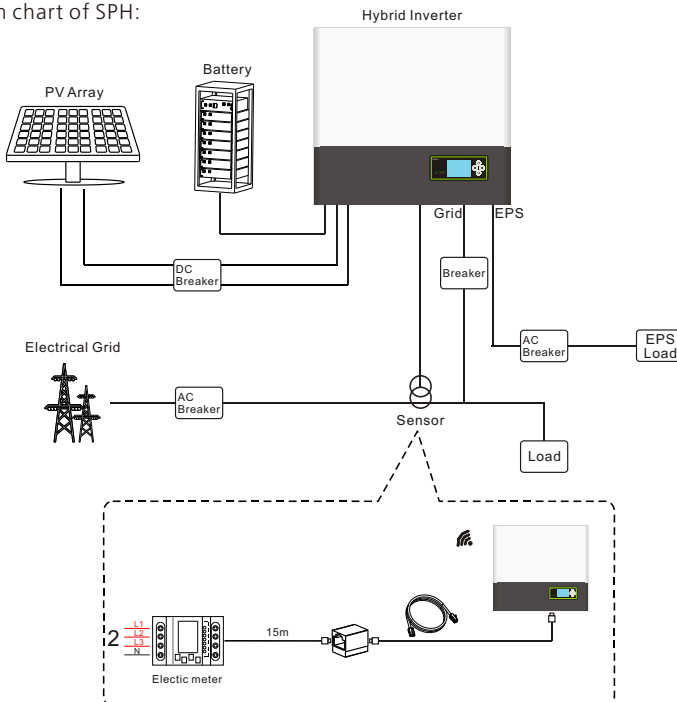 chart of SPH:
Hybrid Inverter
Battery
PV Array
Grid
EPS
DC
Breaker
Breaker
AC
Breaker
EPS
Load
Electrical Grid
AC
Breaker
Sensor
Load
2
L1
L2
L3
N
15m
Electic meter